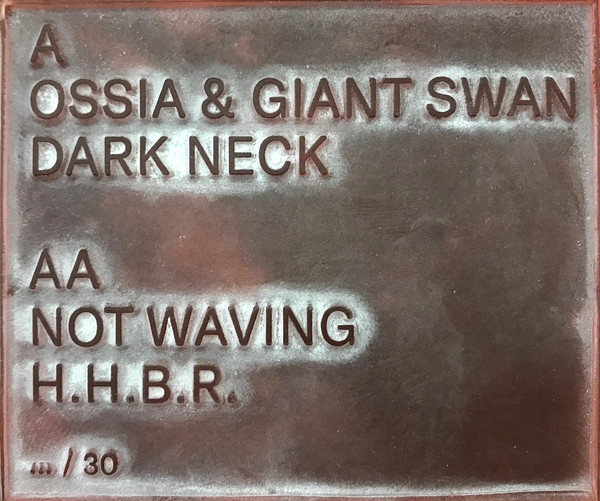 A
OSSIA & GIANT SWAN
DARK NECK
AA
NOT WAVING
H.H.B.R.
... / 30